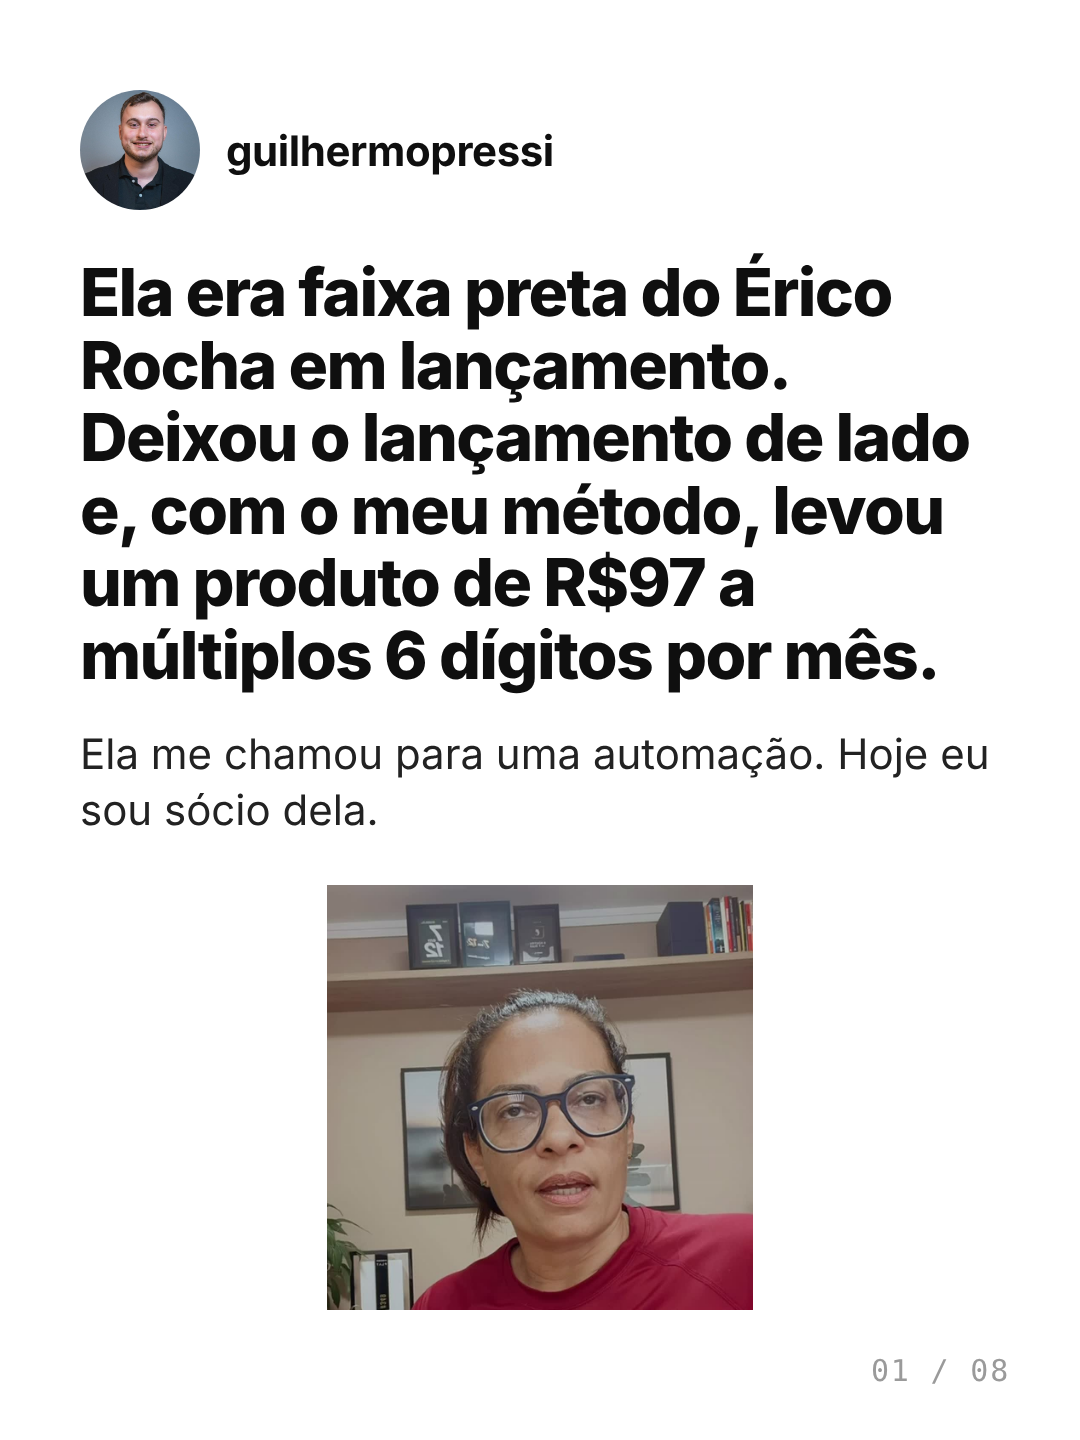 guilhermopressi
Ela era faixa preta do Érico
Rocha em lançamento.
Deixou o lançamento de lado
e, com o meu método, levou
um produto de R$97 a
múltiplos 6 dígitos por mês.
Ela me chamou para uma automação. Hoje eu
sou sócio dela.
01 / 08